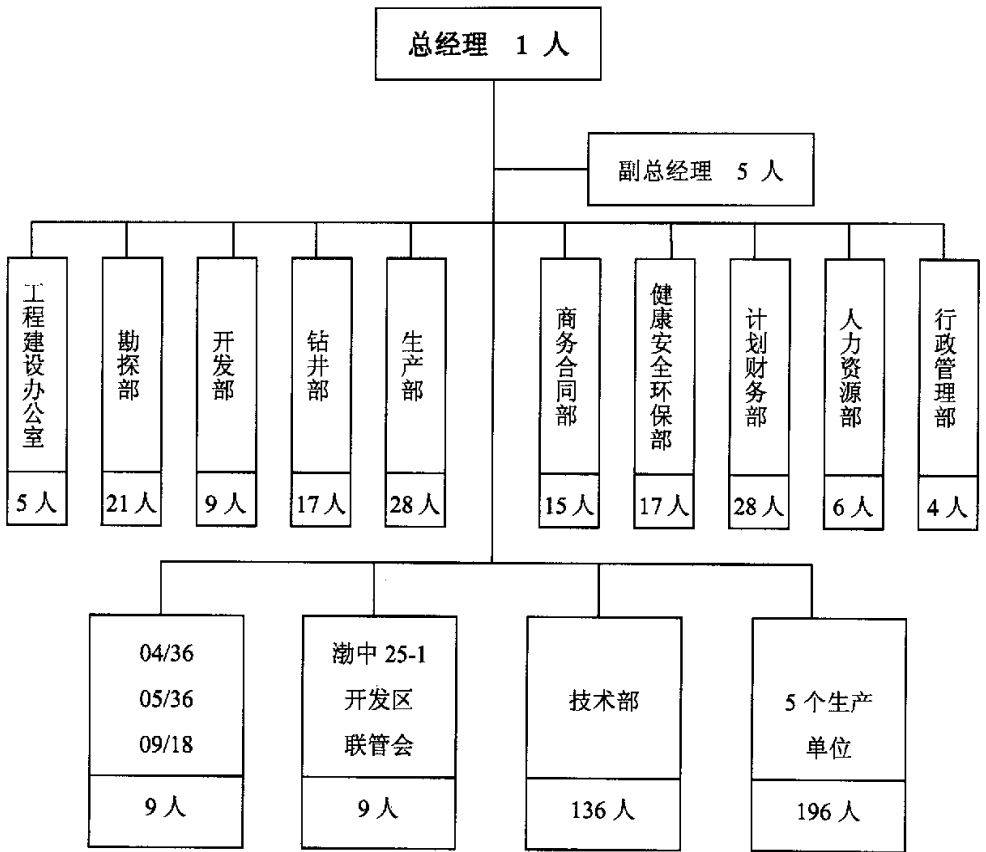 总经理 1 人
副总经理 5 人
工程建设办公室
5 人
勘探部
21 人
开发部
9 人
钻井部
17 人
生产部
28 人
商务合同部
15 人
健康安全环保部
17 人
计划财务部
28 人
人力资源部
6 人
行政管理部
4 人
04/36
05/36
09/18
9 人
渤中 25-1
开发区
联管会
9 人
技术部
136 人
5 个生产
单位
196 人